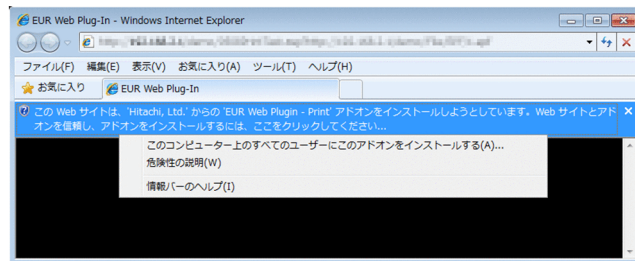 EUR Web Plug-In - Windows Internet Explorer
ファイル(F) 編集(E) 表示(V) お気に入り(A) ツール(T) ヘルプ(H)
お気に入り EUR Web Plug-In
この Web サイトは、'Hitachi, Ltd.' からの 'EUR Web Plugin - Print' アドオンをインストールしようとしています。Web サイトとアド
オンを信頼し、アドオンをインストールするには、ここをクリックしてください...
このコンピューター上のすべてのユーザーにこのアドオンをインストールする(A)...
危険性の説明(W)
情報バーのヘルプ(I)